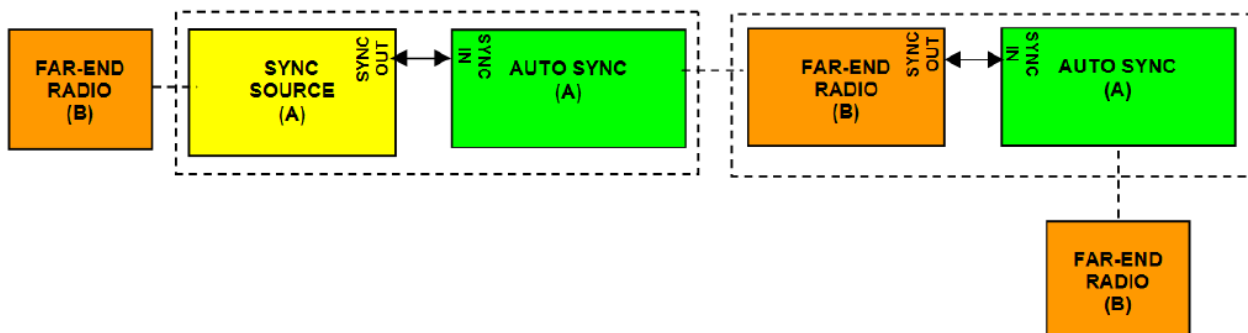 FAR-END
RADIO
(B)
SYNC
SOURCE
(A)
SYNC
OUT
SYNC
IN
AUTO SYNC
(A)
FAR-END
RADIO
(B)
SYNC
OUT
SYNC
IN
AUTO SYNC
(A)
FAR-END
RADIO
(B)